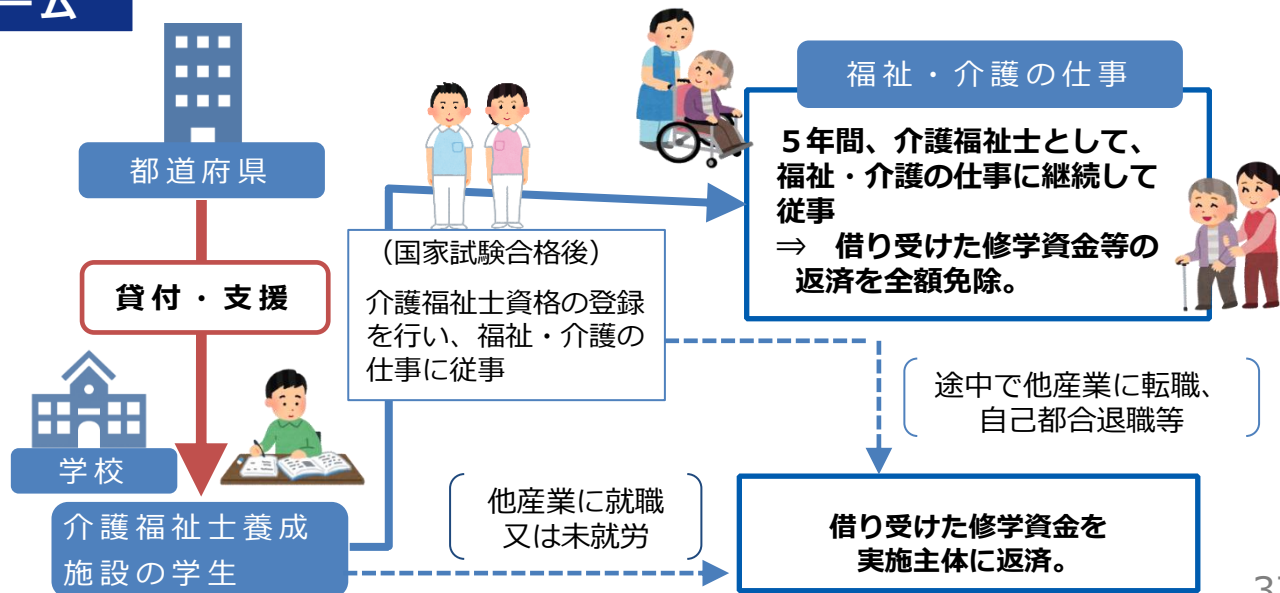 ーム
都道府県
貸付・支援
学校
介護福祉士養成
施設の学生
（国家試験合格後）
介護福祉士資格の登録
を行い、福祉・介護の
仕事に従事
福祉・介護の仕事
５年間、介護福祉士として、
福祉・介護の仕事に継続して
従事
⇒　借り受けた修学資金等の
返済を全額免除。
途中で他産業に転職、
自己都合退職等
他産業に就職
又は未就労
借り受けた修学資金を
実施主体に返済。